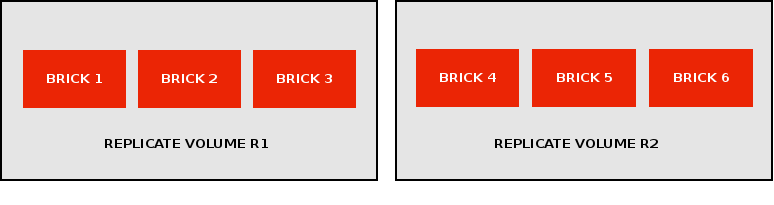 BRICK 1
BRICK 2
BRICK 3
REPLICATE VOLUME R1
BRICK 4
BRICK 5
BRICK 6
REPLICATE VOLUME R2